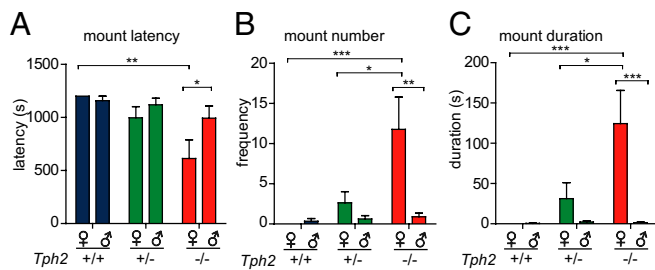 A
mount latency
latency (s)
1500
1000
500
0
**
*
♀ ♂ ♀ ♂ ♀ ♂
Tph2 +/+ +/- -/-
B
mount number
frequency
20
15
10
5
0
***
*
**
♀ ♂ ♀ ♂ ♀ ♂
Tph2 +/+ +/- -/-
C
mount duration
duration (s)
200
150
100
50
0
***
*
***
♀ ♂ ♀ ♂ ♀ ♂
Tph2 +/+ +/- -/-